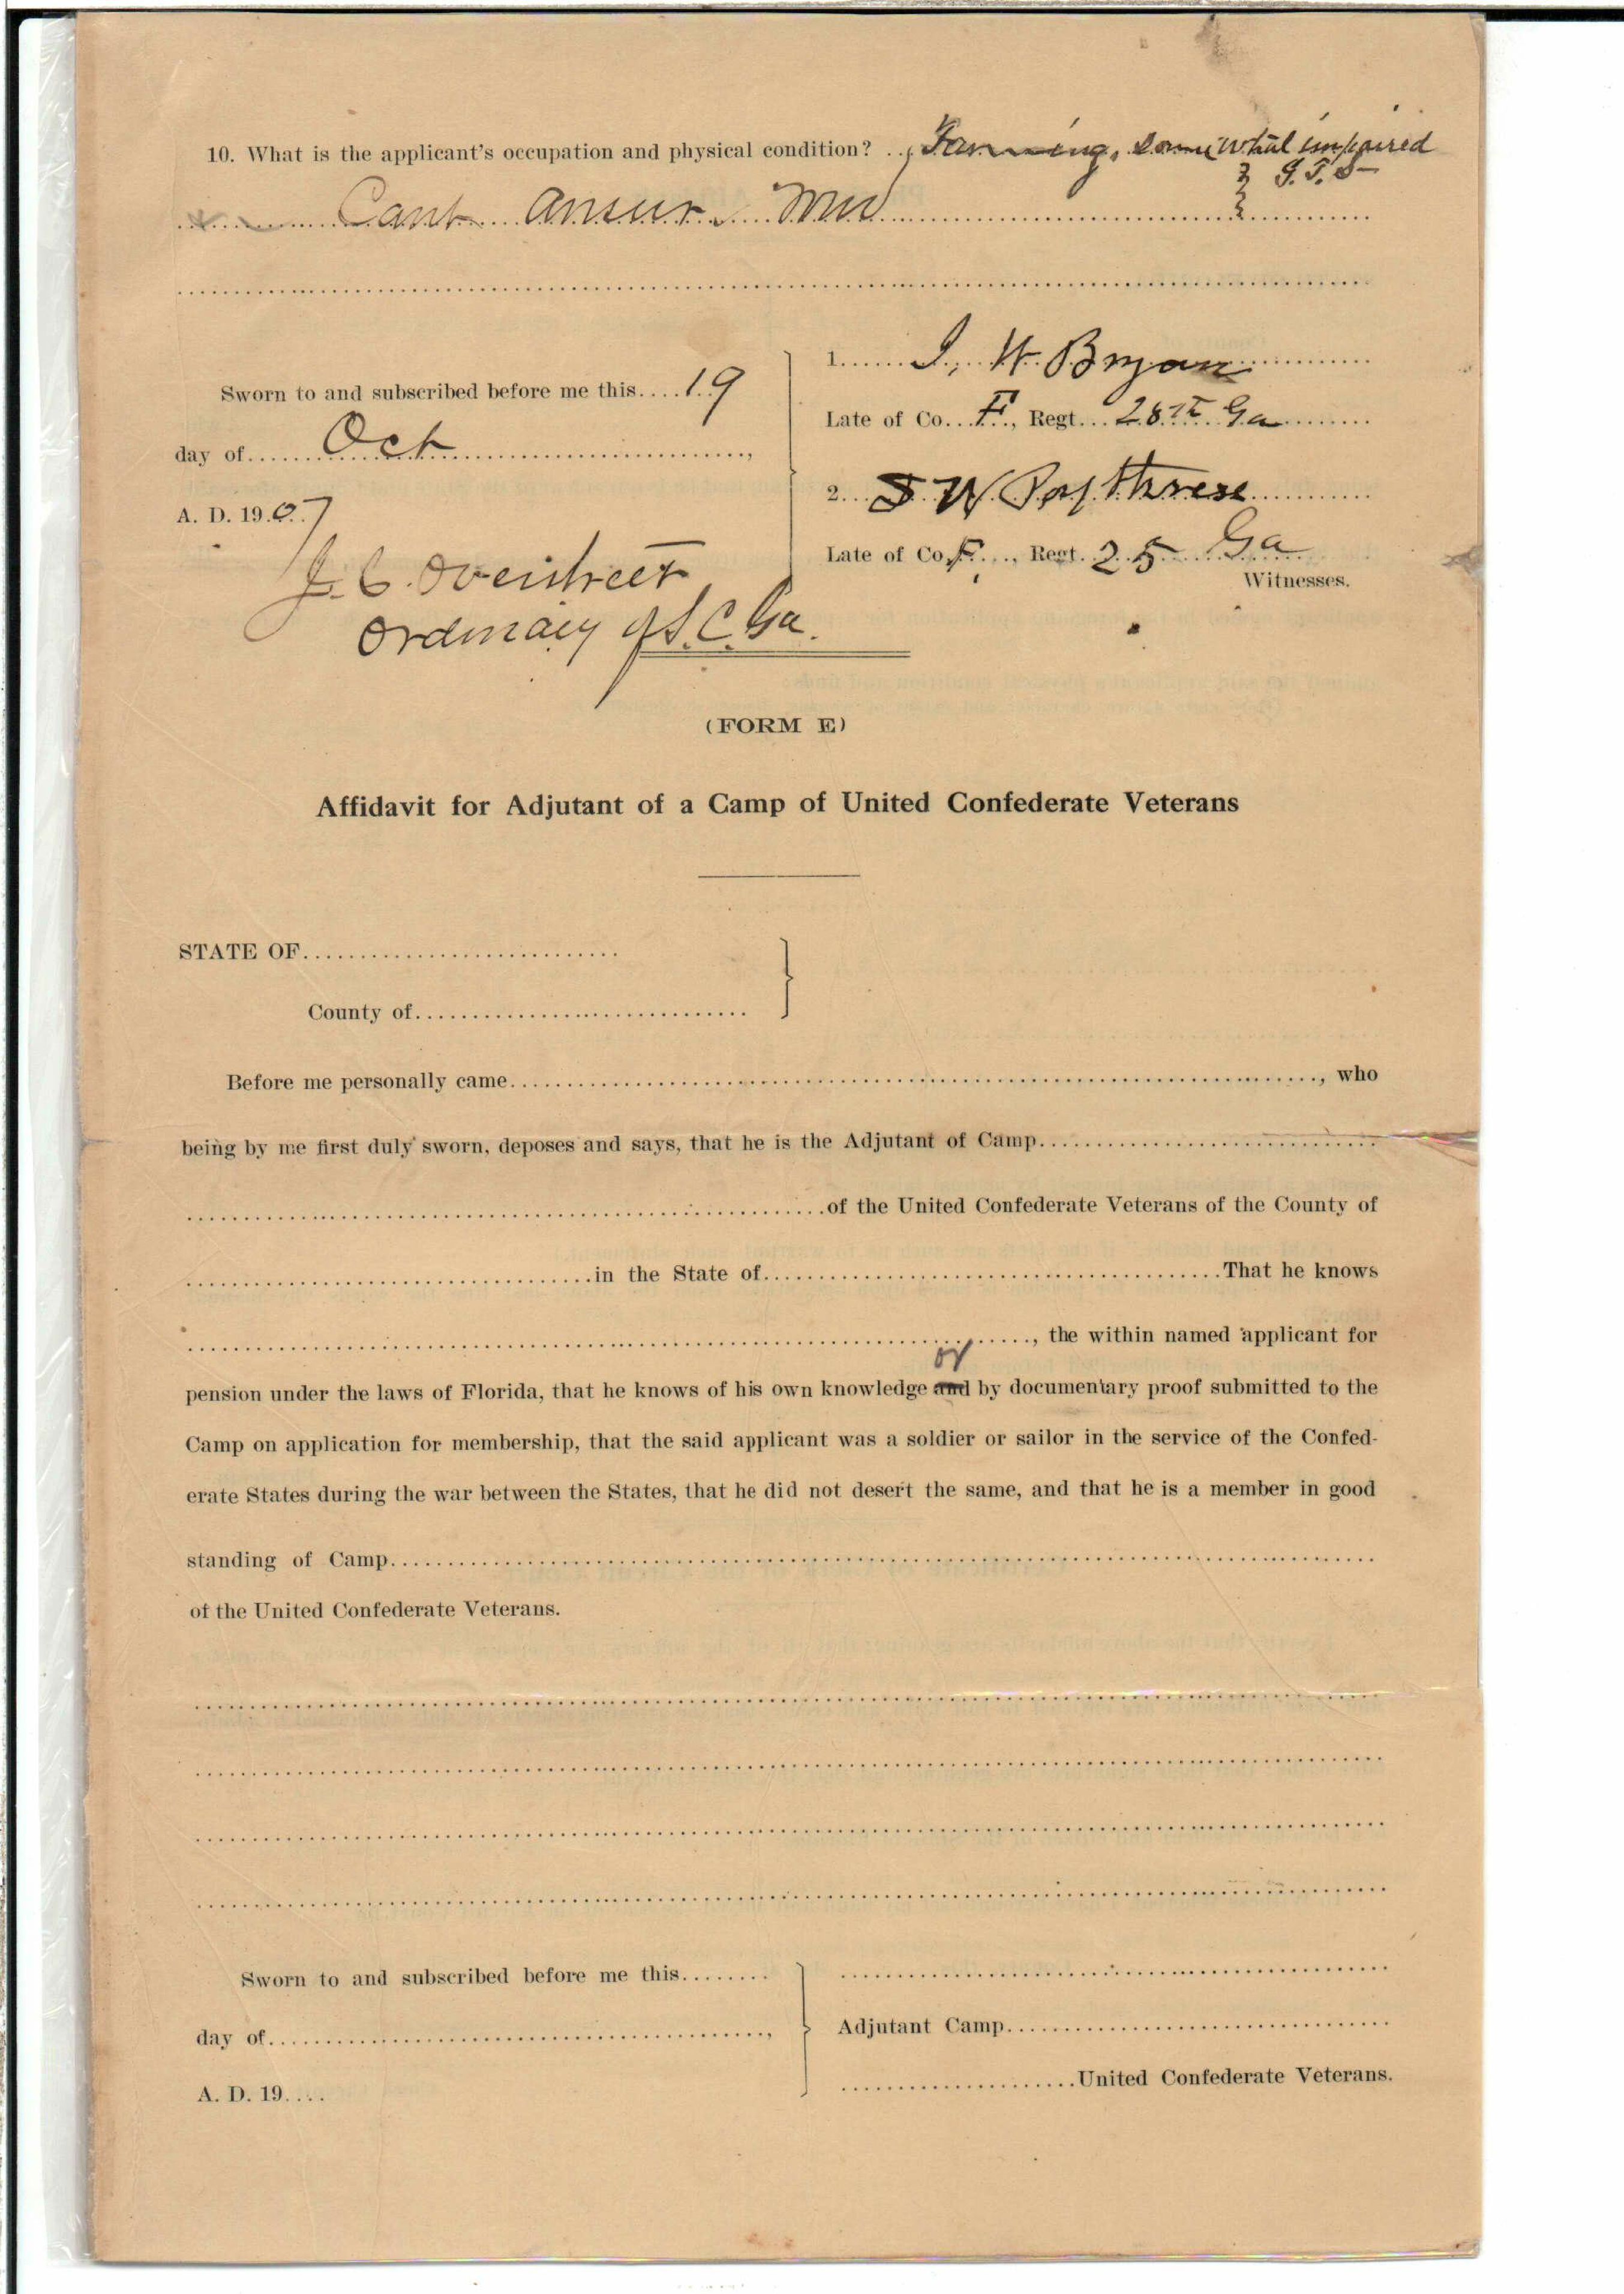 10. What is the applicant's occupation and physical condition? .., Farming, somewhat impaired
} J. T. S
Cant Ansur
Sworn to and subscribed before me this....19
day of......Oct..........,
A. D. 1907
J. C. Overstreet
Ordinary of S. C. Ga.
1......J. W. Bryan..........
Late of Co...F.., Regt...28th Ga..........
2...S W
Late of Co. F...., Regt. 25 Ga
Witnesses.
(FORM E)
Affidavit for Adjutant of a Camp of United Confederate Veterans
STATE OF..............................
County of................................ }
Before me personally came................................................................................, who
being by me first duly sworn, deposes and says, that he is the Adjutant of Camp................................
..............................................................of the United Confederate Veterans of the County of
........................................in the State of............................................That he knows
................................................................................, the within named applicant for
or
pension under the laws of Florida, that he knows of his own knowledge and by documentary proof submitted to the
Camp on application for membership, that the said applicant was a soldier or sailor in the service of the Confed-
erate States during the war between the States, that he did not desert the same, and that he is a member in good
standing of Camp................................................................................................
of the United Confederate Veterans.
Sworn to and subscribed before me this........
day of................................................,
A. D. 19....
Adjutant Camp.....................................
......................United Confederate Veterans.